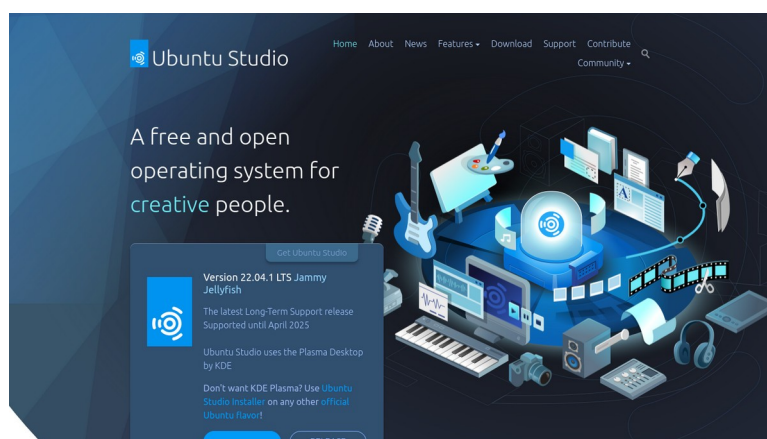 Ubuntu Studio
Home About News Features Download Support Contribute
Community
A free and open
operating system for
creative people.
Get Ubuntu Studio
Version 22.04.1 LTS Jammy
Jellyfish
The latest Long-Term Support release
Supported until April 2025
Ubuntu Studio uses the Plasma Desktop
by KDE
Don't want KDE Plasma? Use Ubuntu
Studio Installer on any other official
Ubuntu flavor!
A